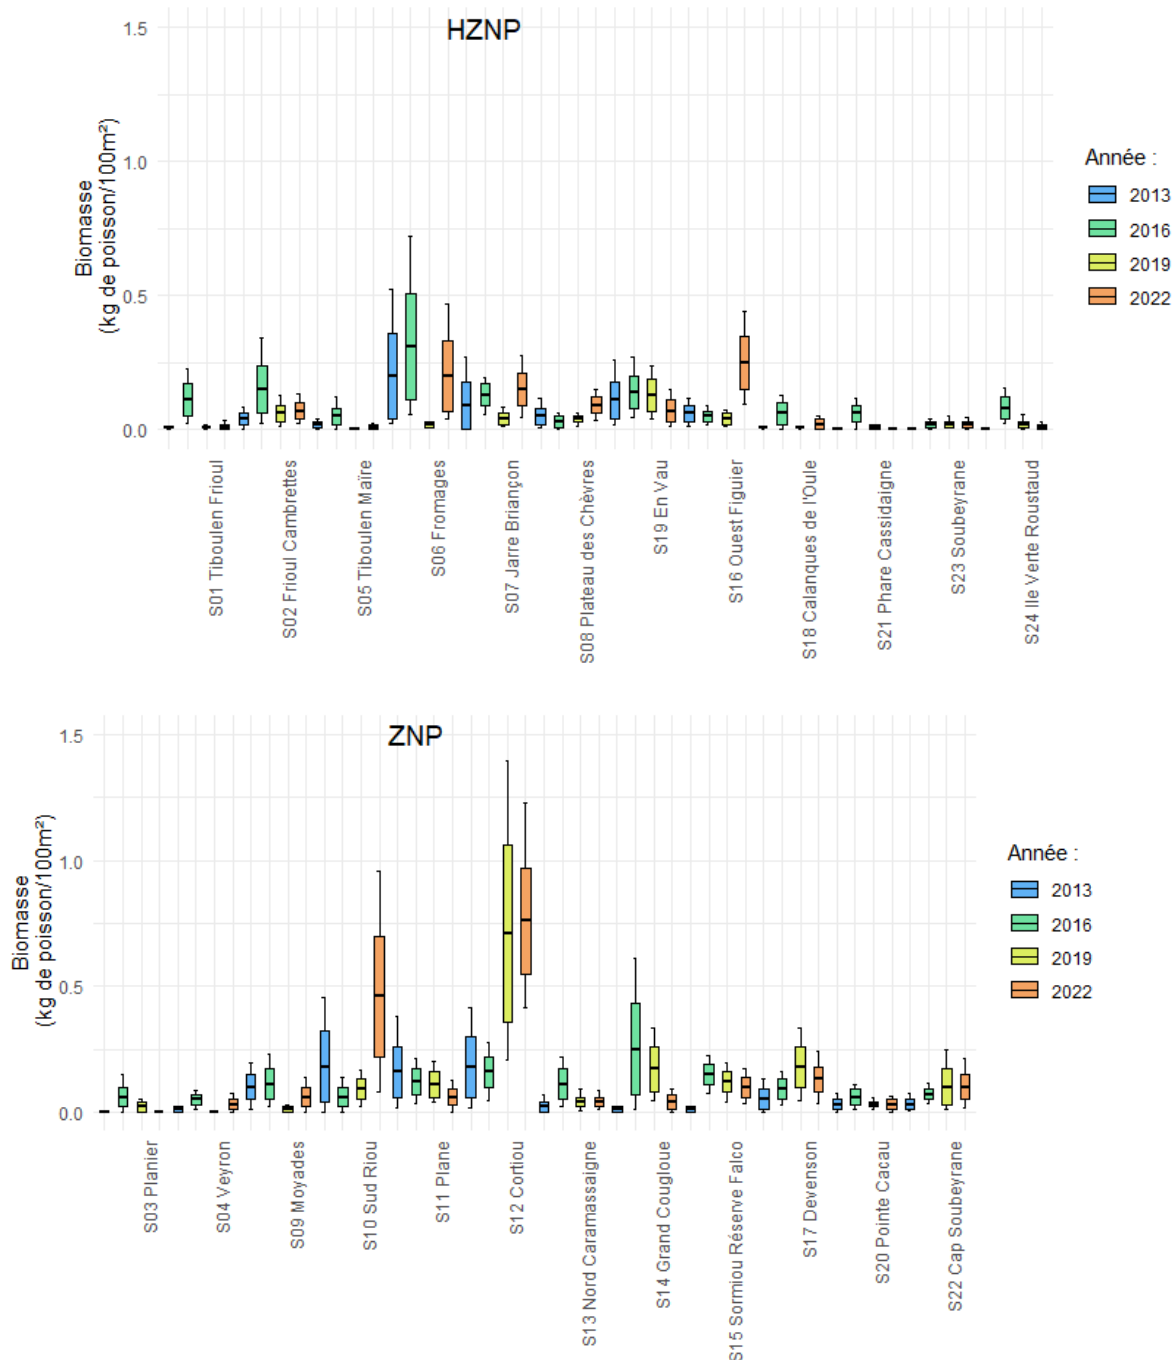 HZNP
1.5
1.0
0.5
0.0
Biomasse
(kg de poisson/100m²)
S01 Tiboulen Frioul
S02 Frioul Cambrettes
S05 Tiboulen Maïre
S06 Fromages
S07 Jarre Briançon
S08 Plateau des Chèvres
S19 En Vau
S16 Ouest Figuier
S18 Calanques de l'Oule
S21 Phare Cassidaigne
S23 Soubeyrane
S24 Ile Verte Roustaud
Année :
2013
2016
2019
2022
ZNP
1.5
1.0
0.5
0.0
Biomasse
(kg de poisson/100m²)
S03 Planier
S04 Veyron
S09 Moyades
S10 Sud Riou
S11 Plane
S12 Cortiou
S13 Nord Caramassaigne
S14 Grand Cougloue
S15 Sormiou Réserve Falco
S17 Devenson
S20 Pointe Cacau
S22 Cap Soubeyrane
Année :
2013
2016
2019
2022